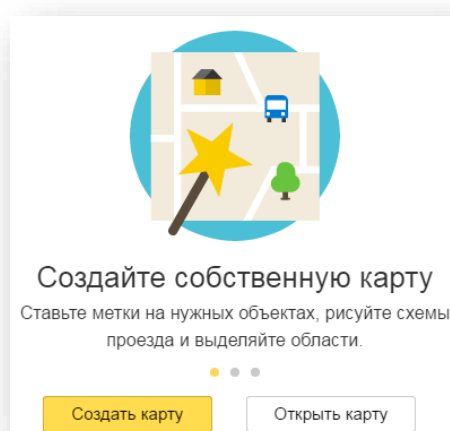 Создайте собственную карту
Ставьте метки на нужных объектах, рисуйте схемы
проезда и выделяйте области.
Создать карту
Открыть карту